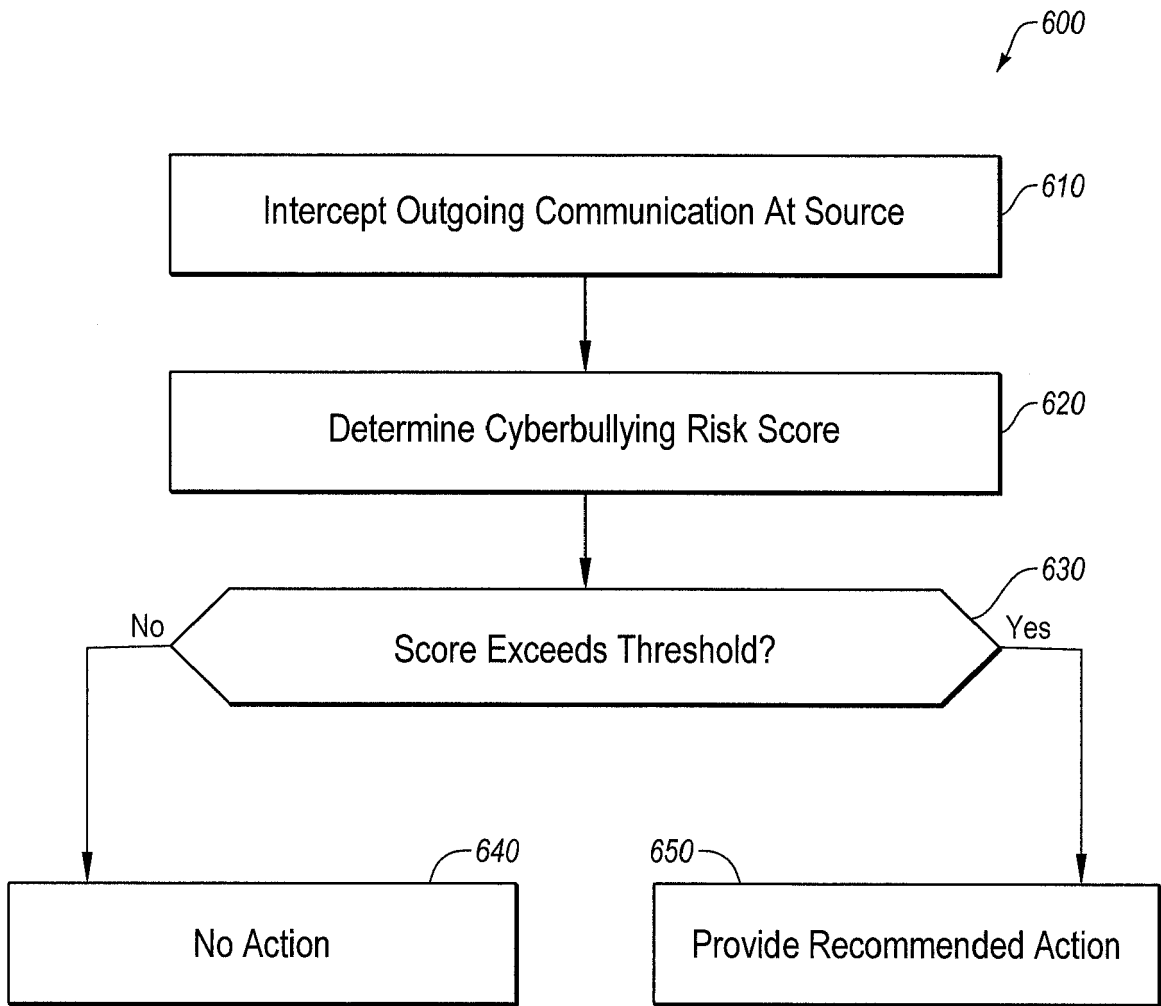 600
Intercept Outgoing Communication At Source
610
Determine Cyberbullying Risk Score
620
630
No
Score Exceeds Threshold?
Yes
640
No Action
650
Provide Recommended Action